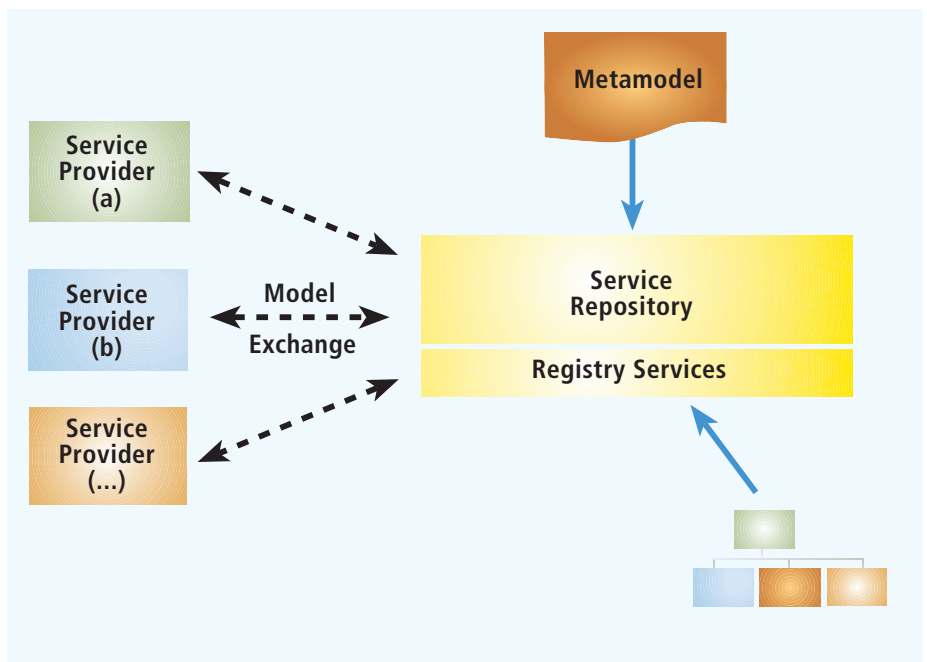 Metamodel
Service
Provider
(a)
Service
Provider
(b)
Service
Provider
(...)
Model
Exchange
Service
Repository
Registry Services